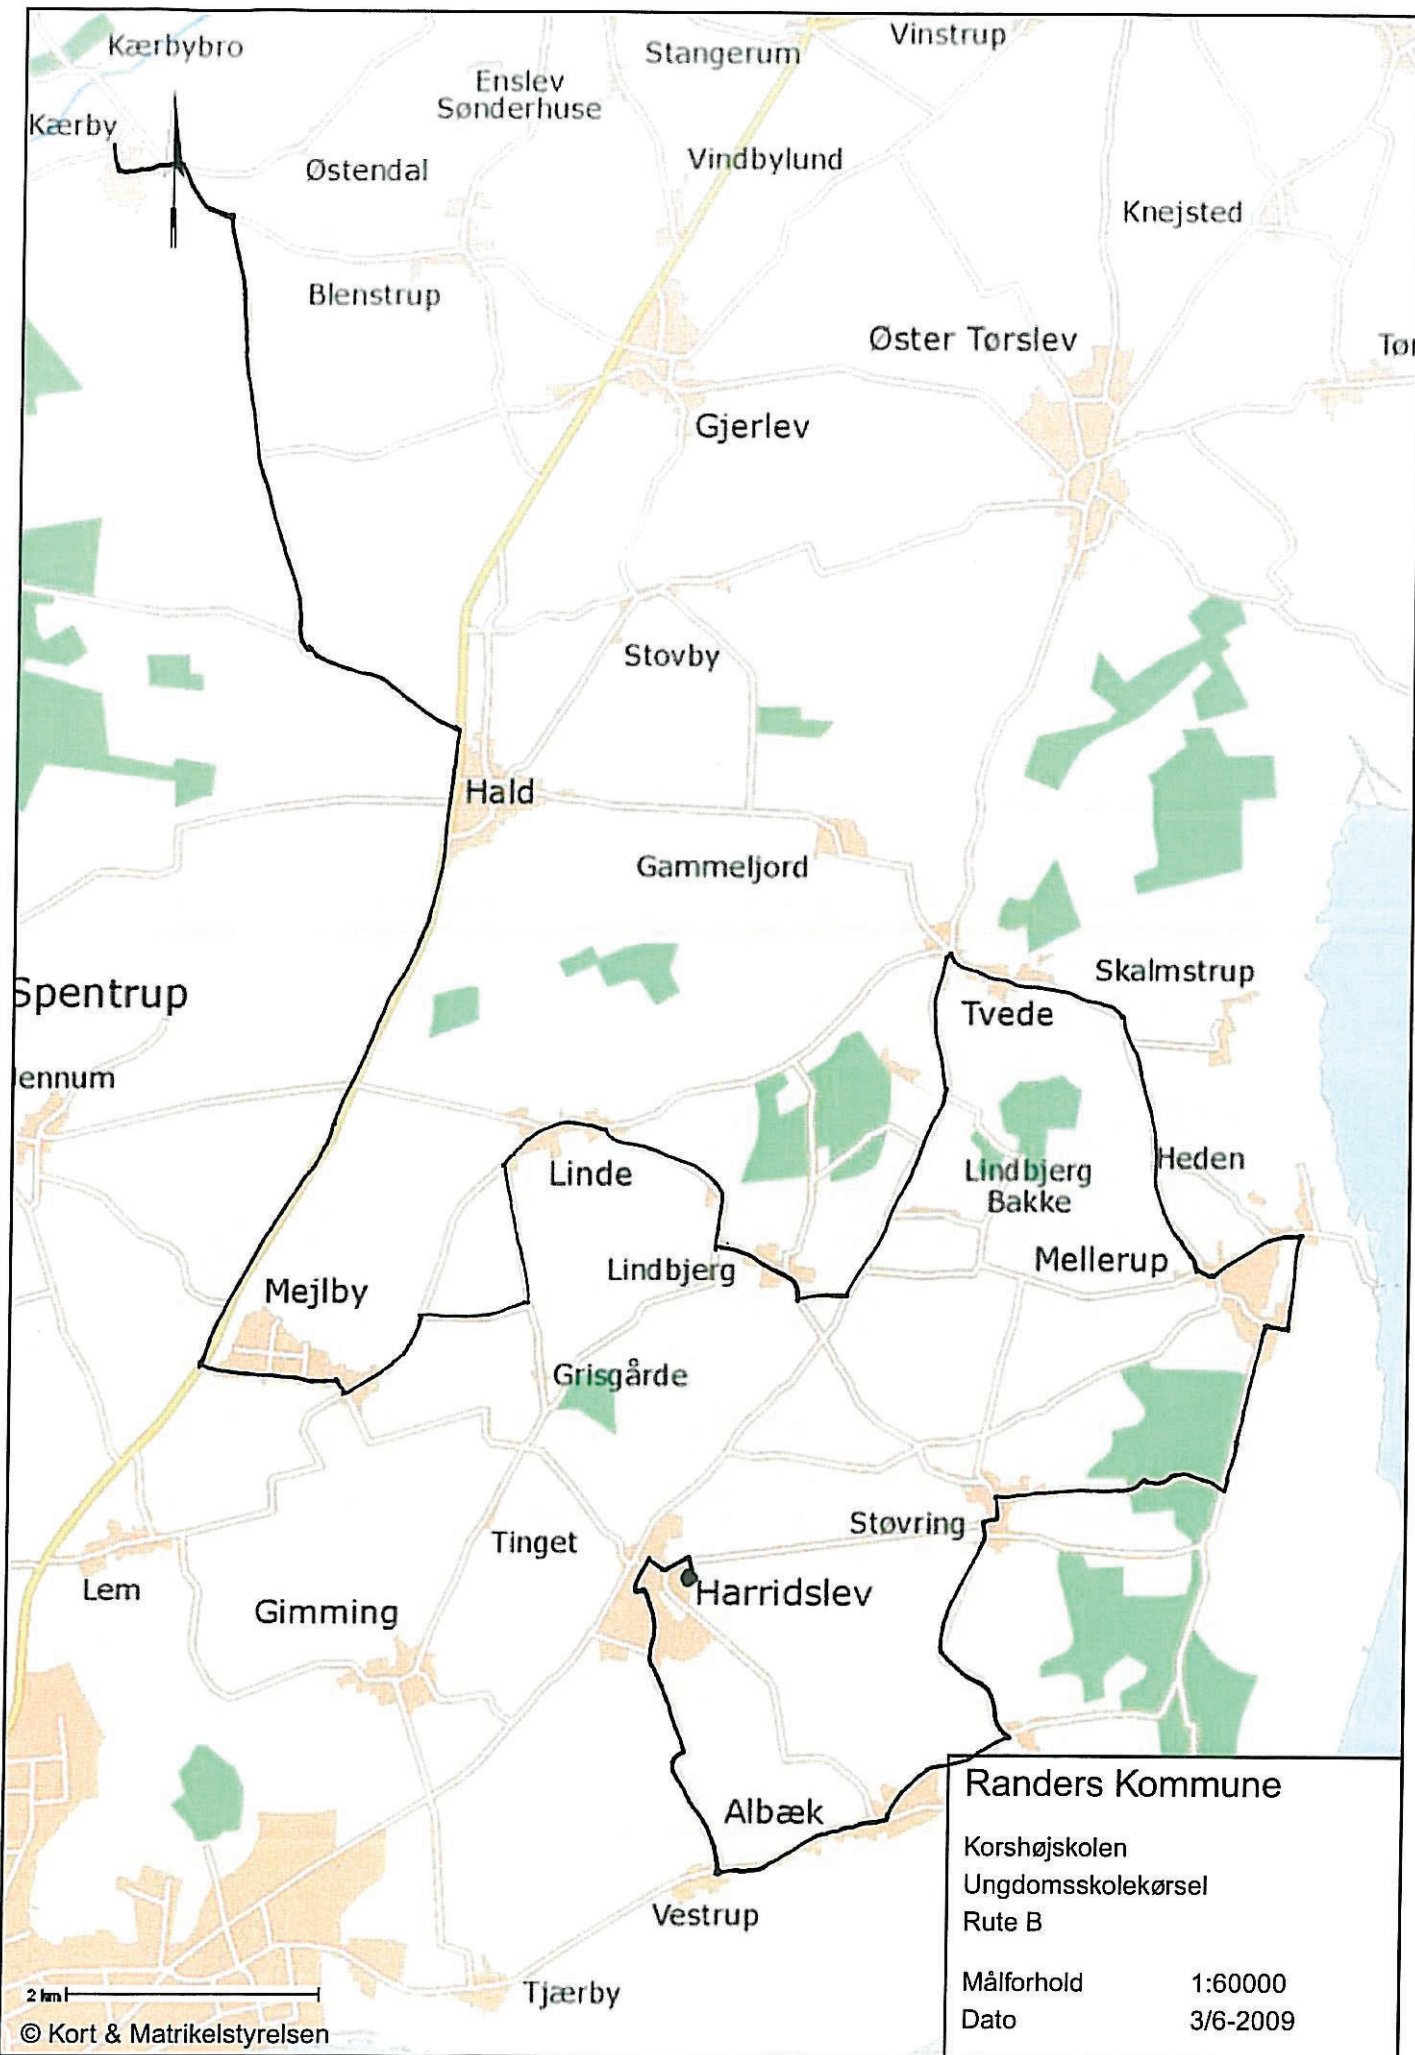 Kærbybro
Stangerum
Vinstrup
Enslev
Sønderhuse
Kærby
Østendal
Vindbylund
Knejsted
Blenstrup
Øster Tørslev
Tør
Gjerlev
Stovby
Hald
Gammeljord
Skalmstrup
Spentrup
Tvede
ennum
Linde
Lindbjerg
Bakke
Heden
Mejlby
Lindbjerg
Mellerup
Grisgårde
Støvring
Tinget
Lem
Harridslev
Gimming
Albæk
Vestrup
Tjærby
Randers Kommune
Korshøjskolen
Ungdomsskolekørsel
Rute B
Målforhold 1:60000
Dato 3/6-2009
2 km
© Kort & Matrikelstyrelsen